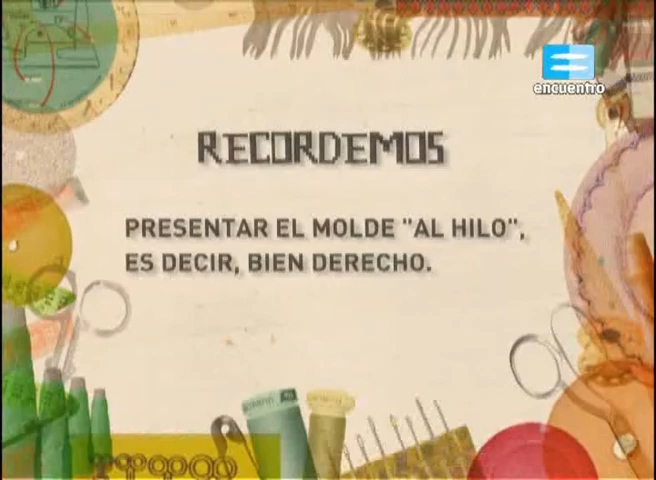 encuentro
RECORDEMOS
PRESENTAR EL MOLDE "AL HILO",
ES DECIR, BIEN DERECHO.